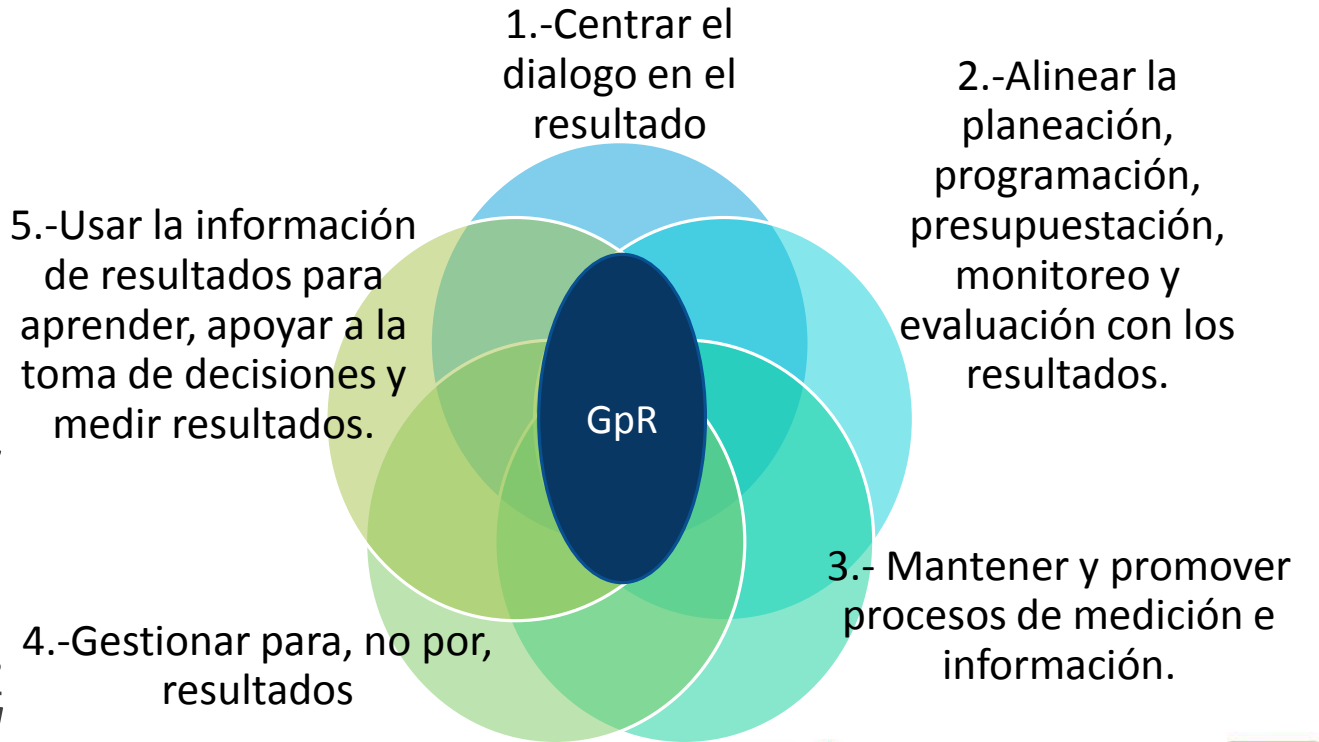 1.-Centrar el
dialogo en el
resultado
2.-Alinear la
planeación,
programación,
presupuestación,
monitoreo y
evaluación con los
resultados.
3.- Mantener y promover
procesos de medición e
información.
4.-Gestionar para, no por,
resultados
5.-Usar la información
de resultados para
aprender, apoyar a la
toma de decisiones y
medir resultados.
GpR